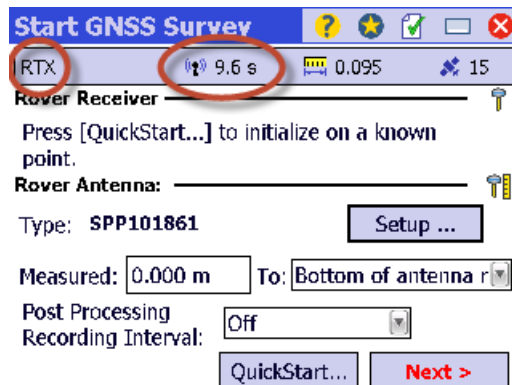 Start GNSS Survey
RTX 9.6 s 0.095 15
Rover Receiver
Press [QuickStart...] to initialize on a known
point.
Rover Antenna:
Type: SPP101861 Setup ...
Measured: 0.000 m To: Bottom of antenna r
Post Processing
Recording Interval: Off
QuickStart... Next >